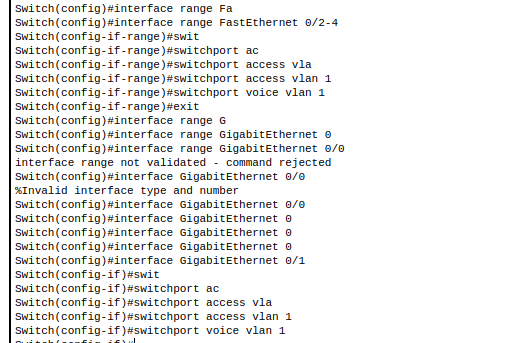 Switch(config)#interface range Fa
Switch(config)#interface range FastEthernet 0/2-4
Switch(config-if-range)#swit
Switch(config-if-range)#switchport ac
Switch(config-if-range)#switchport access vla
Switch(config-if-range)#switchport access vlan 1
Switch(config-if-range)#switchport voice vlan 1
Switch(config-if-range)#exit
Switch(config)#interface range G
Switch(config)#interface range GigabitEthernet 0
Switch(config)#interface range GigabitEthernet 0/0
interface range not validated - command rejected
Switch(config)#interface GigabitEthernet 0/0
%Invalid interface type and number
Switch(config)#interface GigabitEthernet 0/0
Switch(config)#interface GigabitEthernet 0
Switch(config)#interface GigabitEthernet 0
Switch(config)#interface GigabitEthernet 0
Switch(config)#interface GigabitEthernet 0/1
Switch(config-if)#swit
Switch(config-if)#switchport ac
Switch(config-if)#switchport access vla
Switch(config-if)#switchport access vlan 1
Switch(config-if)#switchport voice vlan 1
Switch(config-if)#